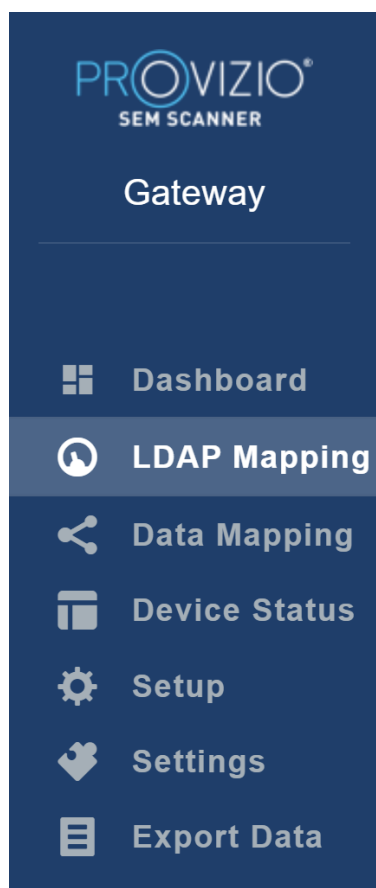 PROVIZIO®
SEM SCANNER
Gateway
Dashboard
LDAP Mapping
Data Mapping
Device Status
Setup
Settings
Export Data